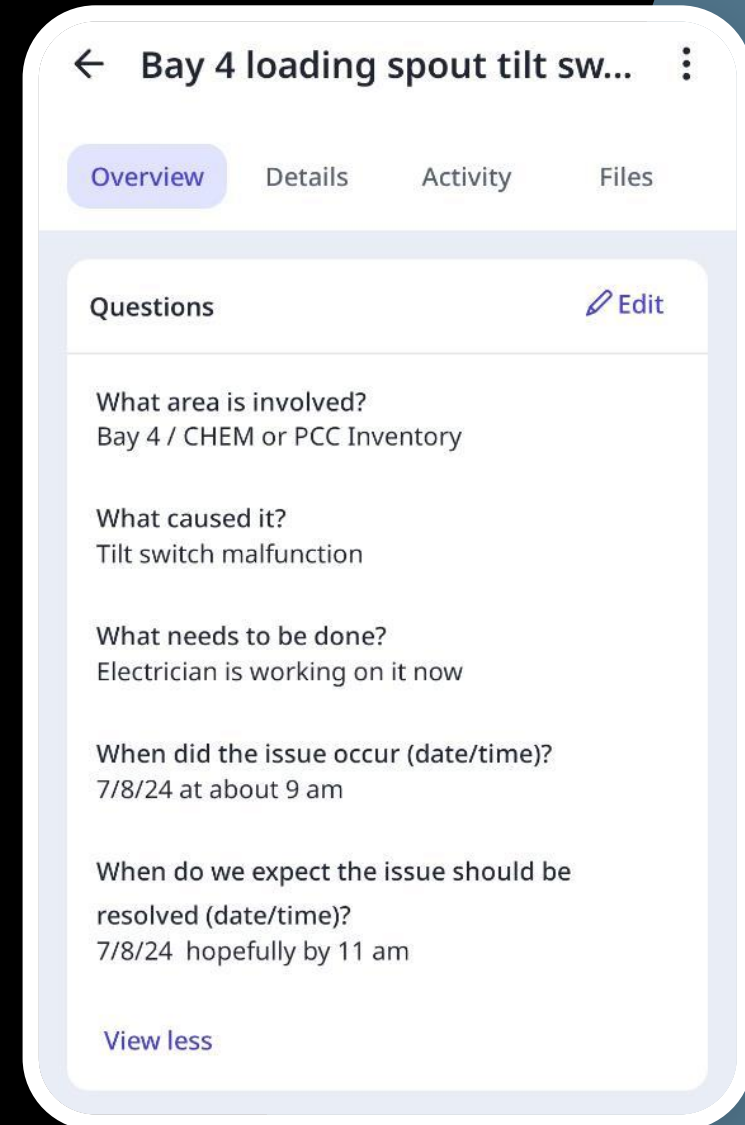 Bay 4 loading spout tilt sw...
Overview Details Activity Files
Questions Edit
What area is involved?
Bay 4 / CHEM or PCC Inventory
What caused it?
Tilt switch malfunction
What needs to be done?
Electrician is working on it now
When did the issue occur (date/time)?
7/8/24 at about 9 am
When do we expect the issue should be
resolved (date/time)?
7/8/24  hopefully by 11 am
View less